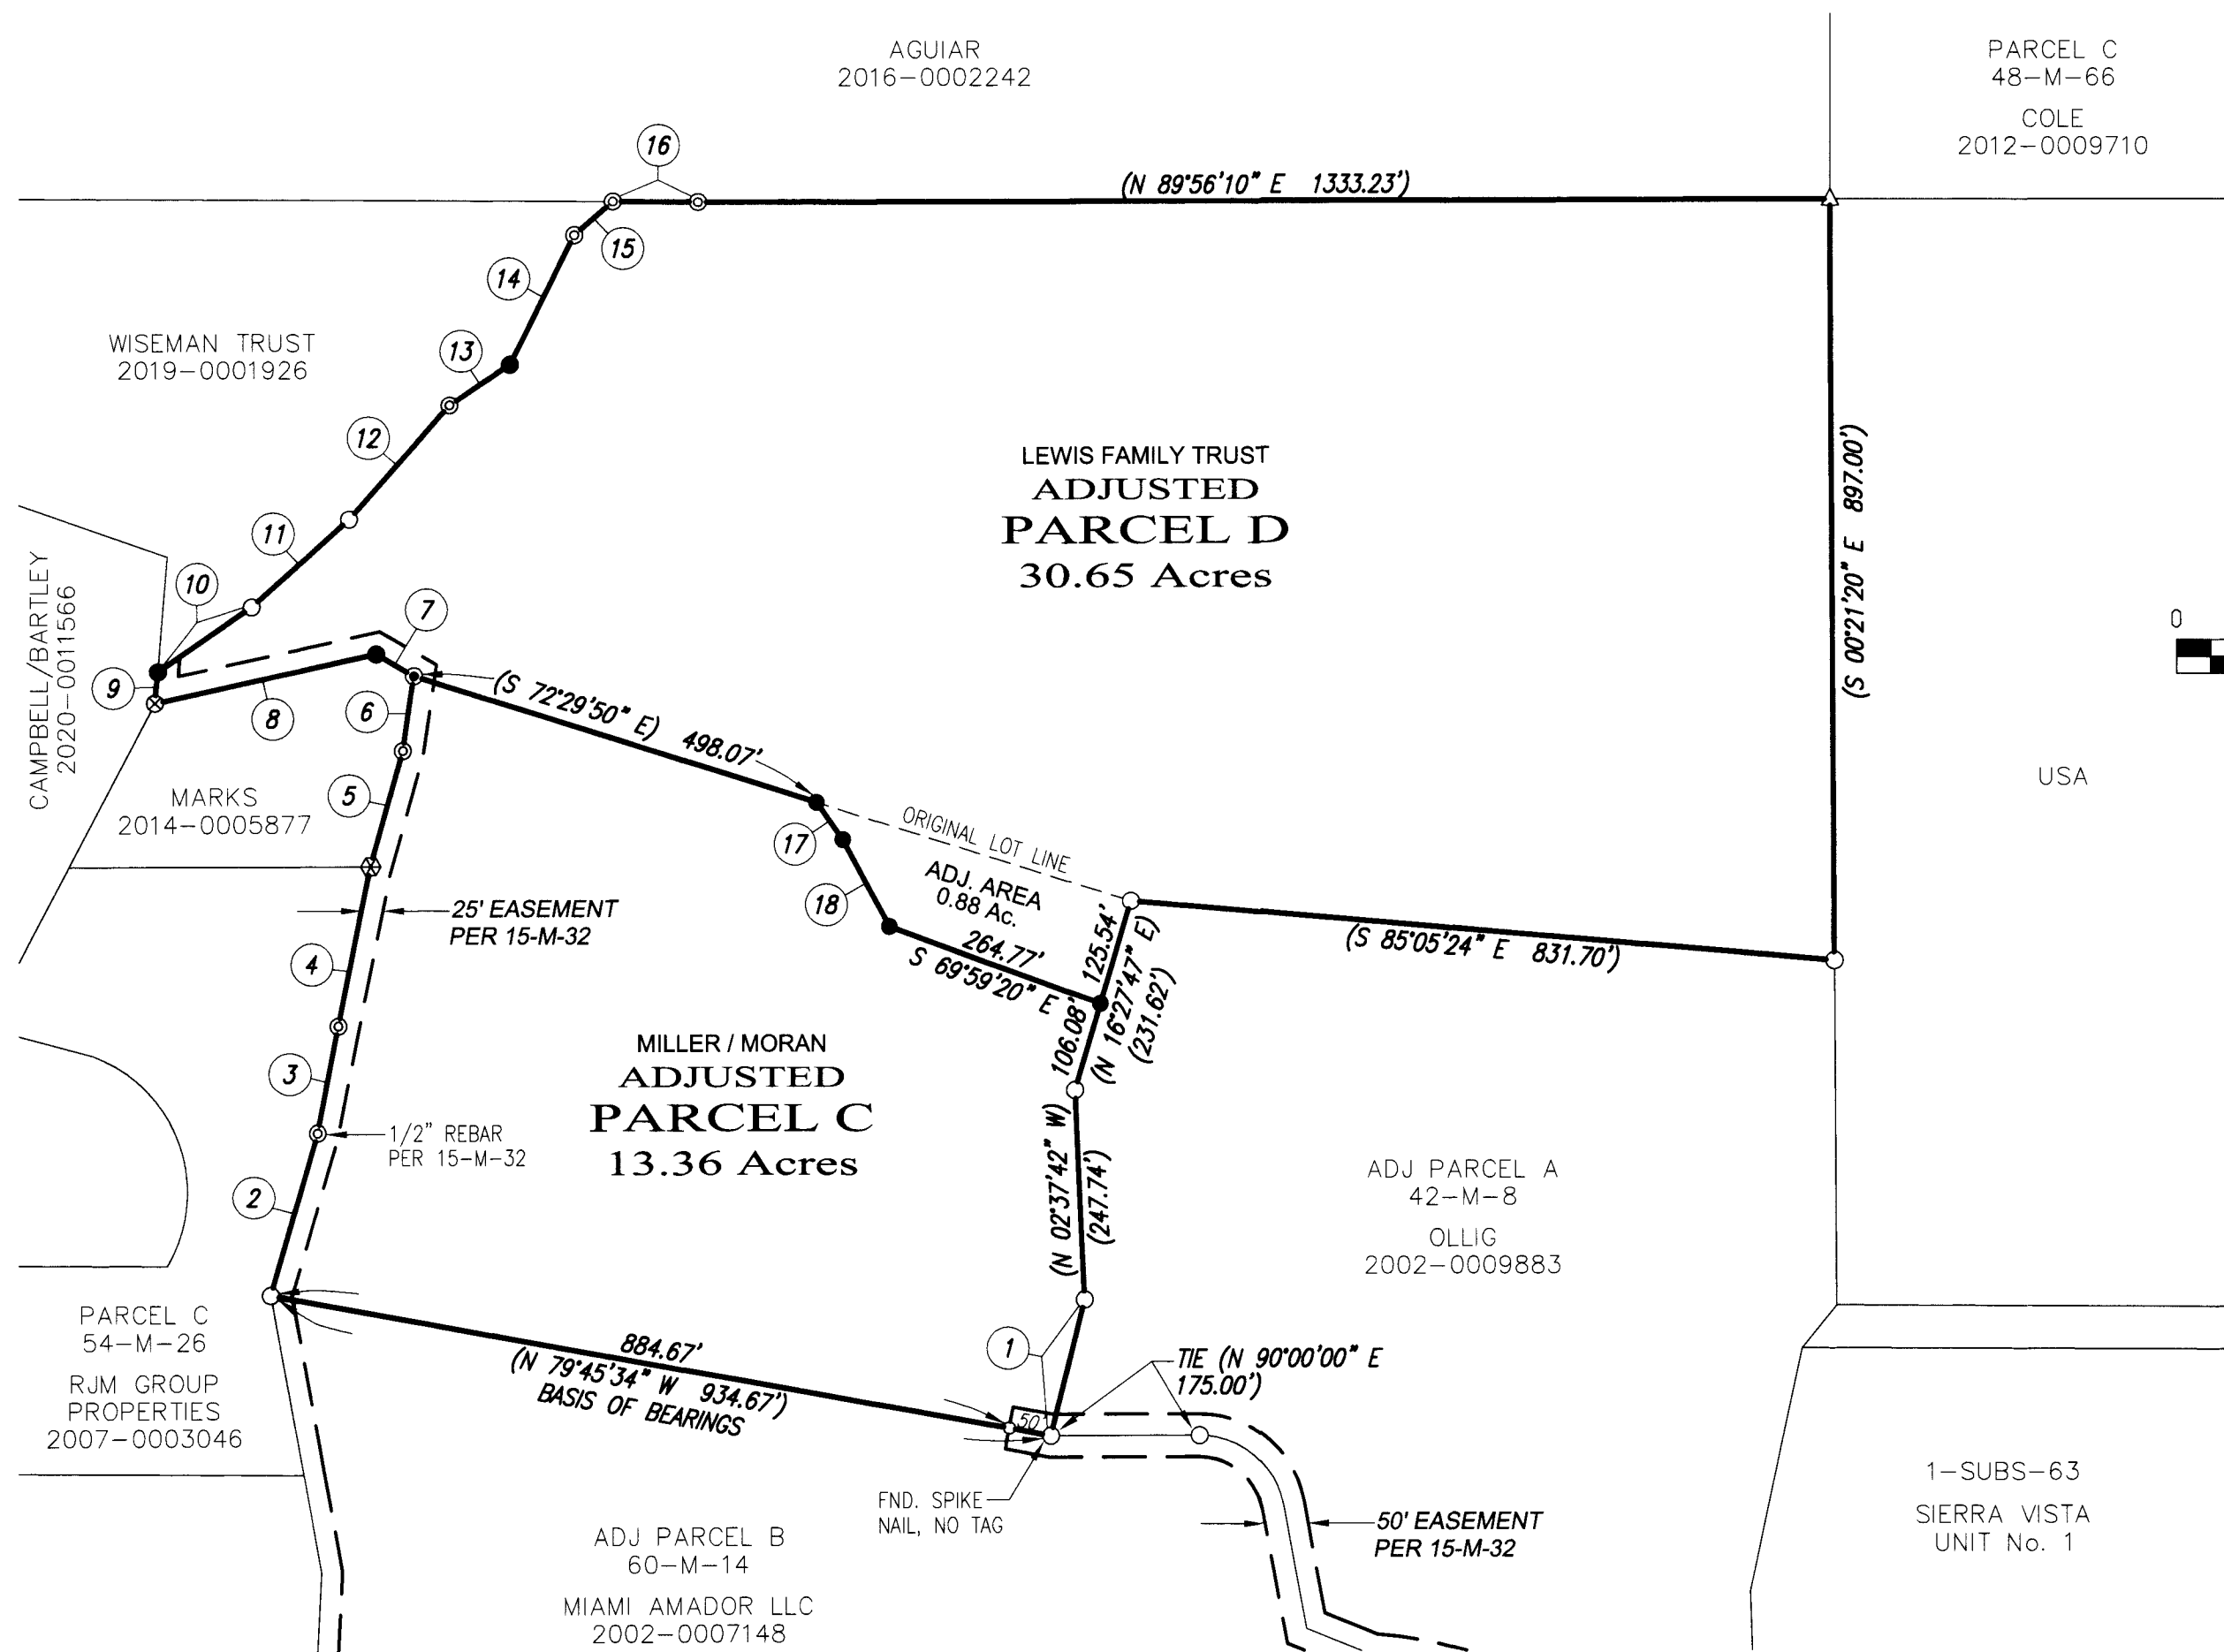 AGUIAR
2016-0002242
PARCEL C
48-M-66
COLE
2012-0009710
16
(N 89°56'10" E 1333.23')
15
14
WISEMAN TRUST
2019-0001926
13
12
LEWIS FAMILY TRUST
ADJUSTED
PARCEL D
30.65 Acres
(S 00°21'20" E 897.00')
11
10
CAMPBELL/BARTLEY
2020-0011566
7
0
9
8
6
(S 72°29'50" E) 498.07'
USA
MARKS
2014-0005877
5
17
ORIGINAL LOT LINE
ADJ. AREA
0.88 Ac.
18
25' EASEMENT
PER 15-M-32
264.77'
S 69°59'20" E
125.54'
(N 16°27'47" E)
(231.62')
106.08'
(S 85°05'24" E 831.70')
4
MILLER / MORAN
ADJUSTED
PARCEL C
13.36 Acres
3
1/2" REBAR
PER 15-M-32
(N 02°37'42" W)
(247.74')
ADJ PARCEL A
42-M-8
OLLIG
2002-0009883
2
PARCEL C
54-M-26
RJM GROUP
PROPERTIES
2007-0003046
884.67'
(N 79°45'34" W 934.67')
BASIS OF BEARINGS
1
TIE (N 90°00'00" E
175.00')
50'
FND. SPIKE
NAIL, NO TAG
50' EASEMENT
PER 15-M-32
1-SUBS-63
SIERRA VISTA
UNIT No. 1
ADJ PARCEL B
60-M-14
MIAMI AMADOR LLC
2002-0007148